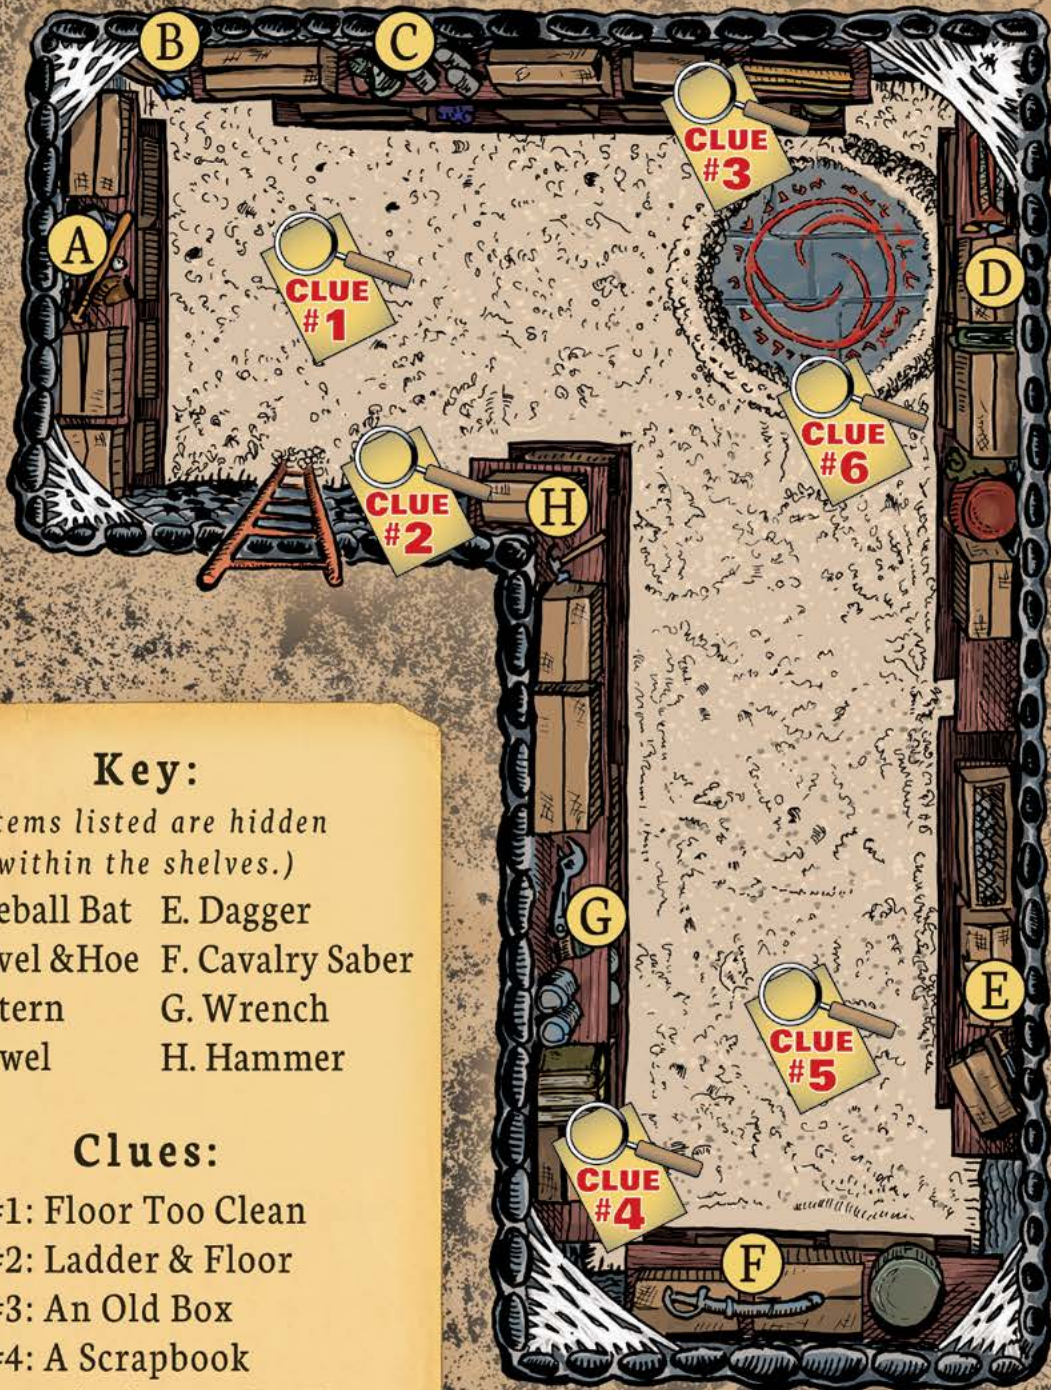 B
C
CLUE
#3
A
D
CLUE
#1
CLUE
#6
CLUE
#2
H
Key:
tems listed are hidden
within the shelves.)
eball Bat E. Dagger
vel &Hoe F. Cavalry Saber
tern G. Wrench
wel H. Hammer
G
E
CLUE
#5
Clues:
#1: Floor Too Clean
#2: Ladder & Floor
#3: An Old Box
#4: A Scrapbook
CLUE
#4
F